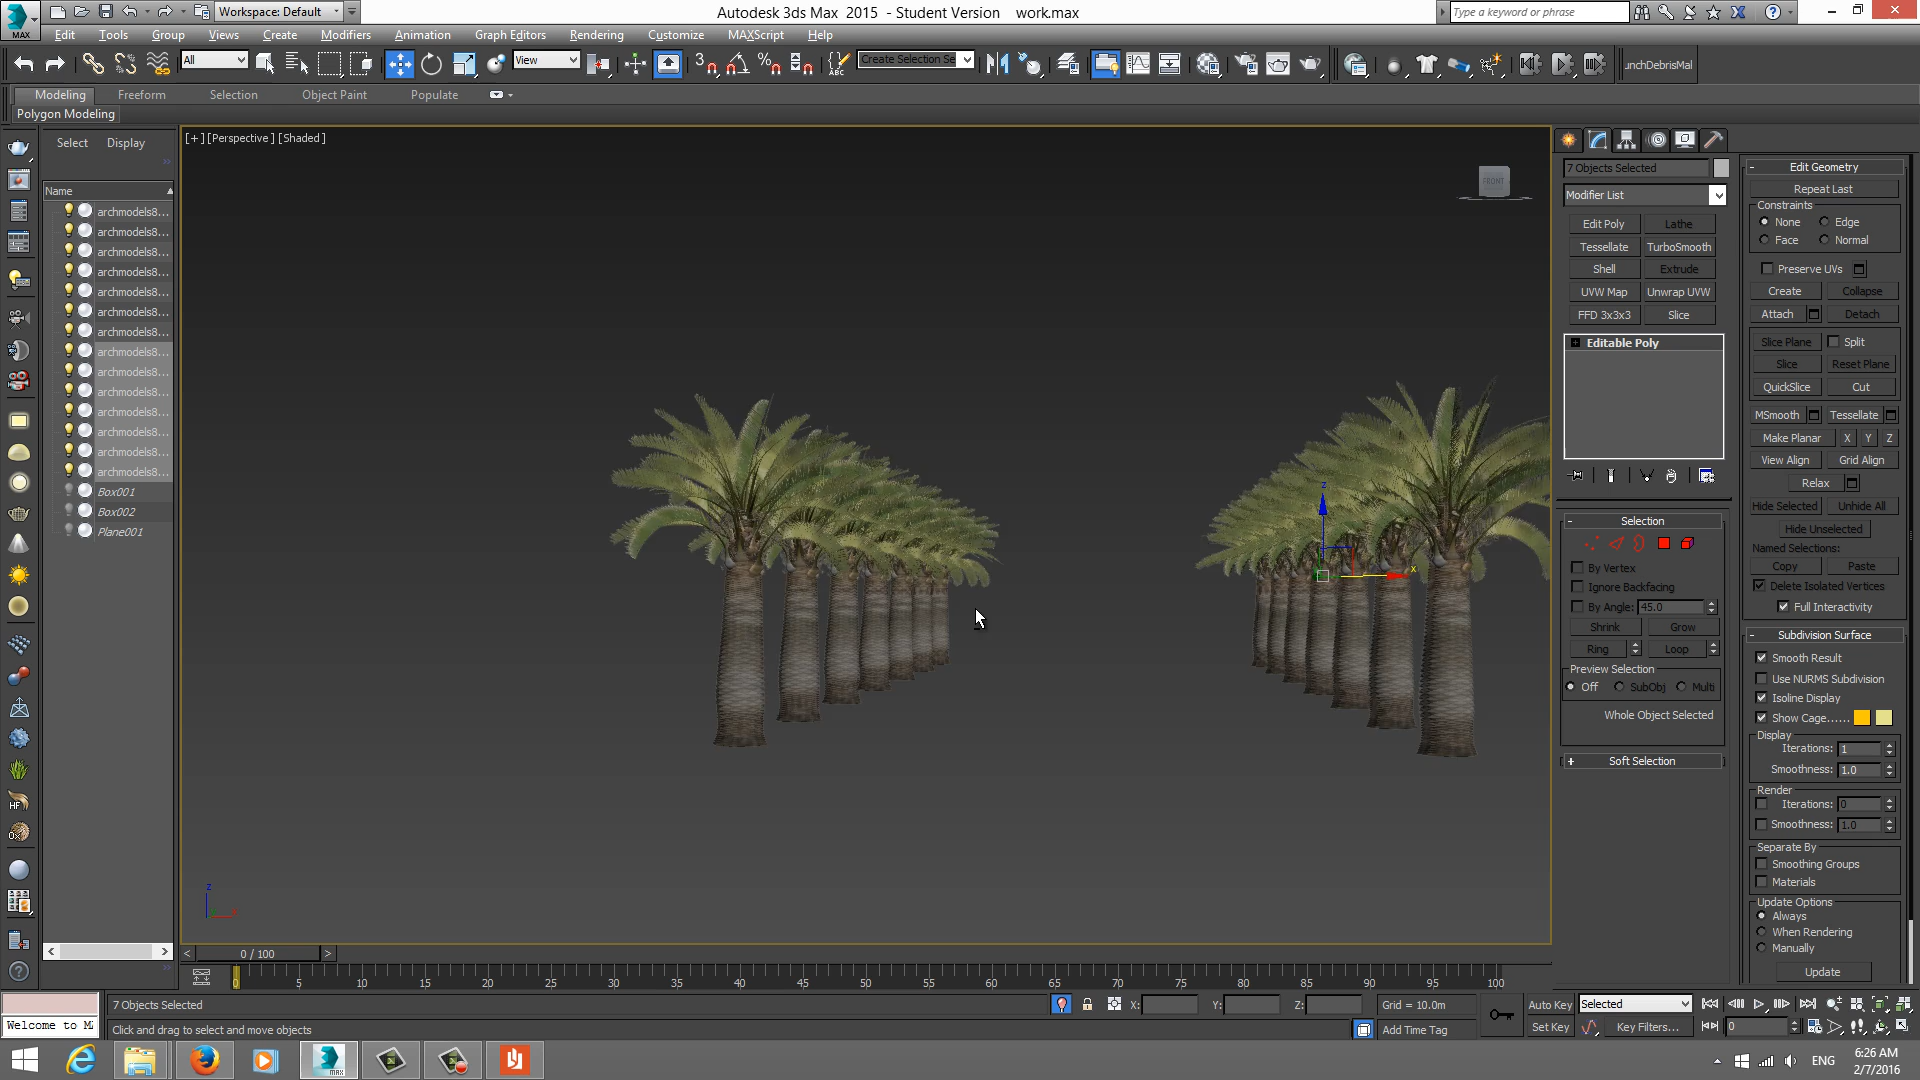 Workspace: Default
Autodesk 3ds Max 2015 - Student Version work.max
Type a keyword or phrase
MAX
Edit Tools Group Views Create Modifiers Animation Graph Editors Rendering Customize MAXScript Help
All
View
Create Selection Se
unchDebrisMal
Modeling Freeform Selection Object Paint Populate
Polygon Modeling
Select Display
Name
archmodels8...
archmodels8...
archmodels8...
archmodels8...
archmodels8...
archmodels8...
archmodels8...
archmodels8...
archmodels8...
archmodels8...
archmodels8...
archmodels8...
archmodels8...
archmodels8...
Box001
Box002
Plane001
[+] [Perspective ] [Shaded ]
FRONT
z
x
z
7 Objects Selected
Modifier List
Edit Poly Lathe
Tessellate TurboSmooth
Shell Extrude
UVW Map Unwrap UVW
FFD 3x3x3 Slice
Editable Poly
- Selection
By Vertex
Ignore Backfacing
By Angle: 45.0
Shrink Grow
Ring Loop
Preview Selection
Off SubObj Multi
Whole Object Selected
+ Soft Selection
- Edit Geometry
Repeat Last
Constraints
None Edge
Face Normal
Preserve UVs
Create Collapse
Attach Detach
Slice Plane Split
Slice Reset Plane
QuickSlice Cut
MSmooth Tessellate
Make Planar X Y Z
View Align Grid Align
Relax
Hide Selected Unhide All
Hide Unselected
Named Selections:
Copy Paste
Delete Isolated Vertices
Full Interactivity
- Subdivision Surface
Smooth Result
Use NURMS Subdivision
Isoline Display
Show Cage......
Display
Iterations: 1
Smoothness: 1.0
Render
Iterations: 0
Smoothness: 1.0
Separate By
Smoothing Groups
Materials
Update Options
Always
When Rendering
Manually
Update
< 0 / 100 >
0 5 10 15 20 25 30 35 40 45 50 55 60 65 70 75 80 85 90 95 100
7 Objects Selected
X: Y: Z: Grid = 10.0m
Auto Key Selected
Welcome to M
Click and drag to select and move objects
Add Time Tag
Set Key Key Filters... 0
ENG
6:26 AM
2/7/2016